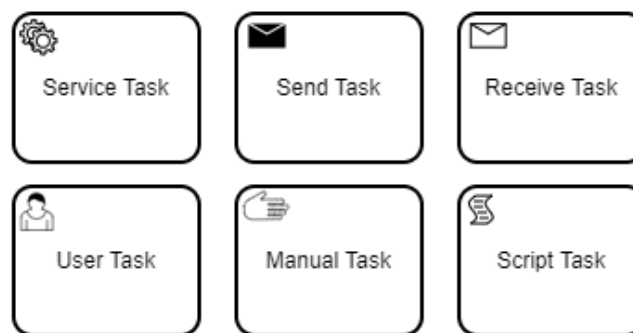 Service Task
Send Task
Receive Task
User Task
Manual Task
Script Task